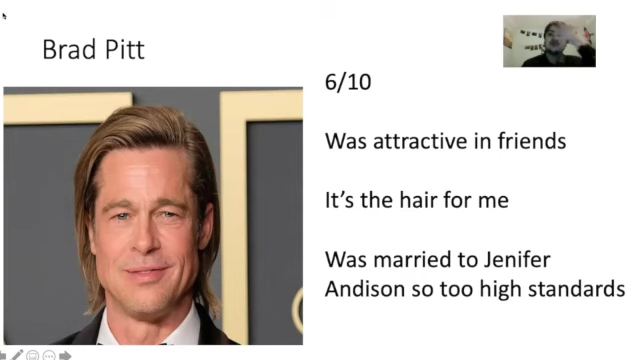 Brad Pitt
6/10
Was attractive in friends
It's the hair for me
Was married to Jenifer
Andison so too high standards